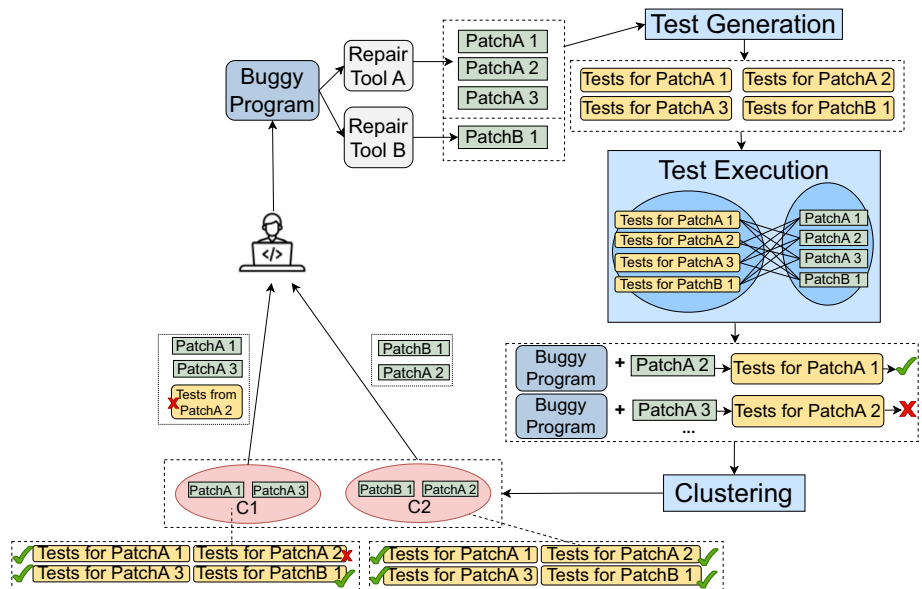 Buggy
Program
Repair
Tool A
Repair
Tool B
PatchA 1
PatchA 2
PatchA 3
PatchB 1
Test Generation
Tests for PatchA 1
Tests for PatchA 2
Tests for PatchA 3
Tests for PatchB 1
Test Execution
Tests for PatchA 1
Tests for PatchA 2
Tests for PatchA 3
Tests for PatchB 1
PatchA 1
PatchA 2
PatchA 3
PatchB 1
</>
Buggy
Program
+
PatchA 2
Tests for PatchA 1
Buggy
Program
+
PatchA 3
Tests for PatchA 2
...
Clustering
PatchA 1
PatchA 3
Tests from
PatchA 2
PatchB 1
PatchA 2
PatchA 1
PatchA 3
C1
PatchB 1
PatchA 2
C2
Tests for PatchA 1
Tests for PatchA 2
Tests for PatchA 3
Tests for PatchB 1
Tests for PatchA 1
Tests for PatchA 2
Tests for PatchA 3
Tests for PatchB 1